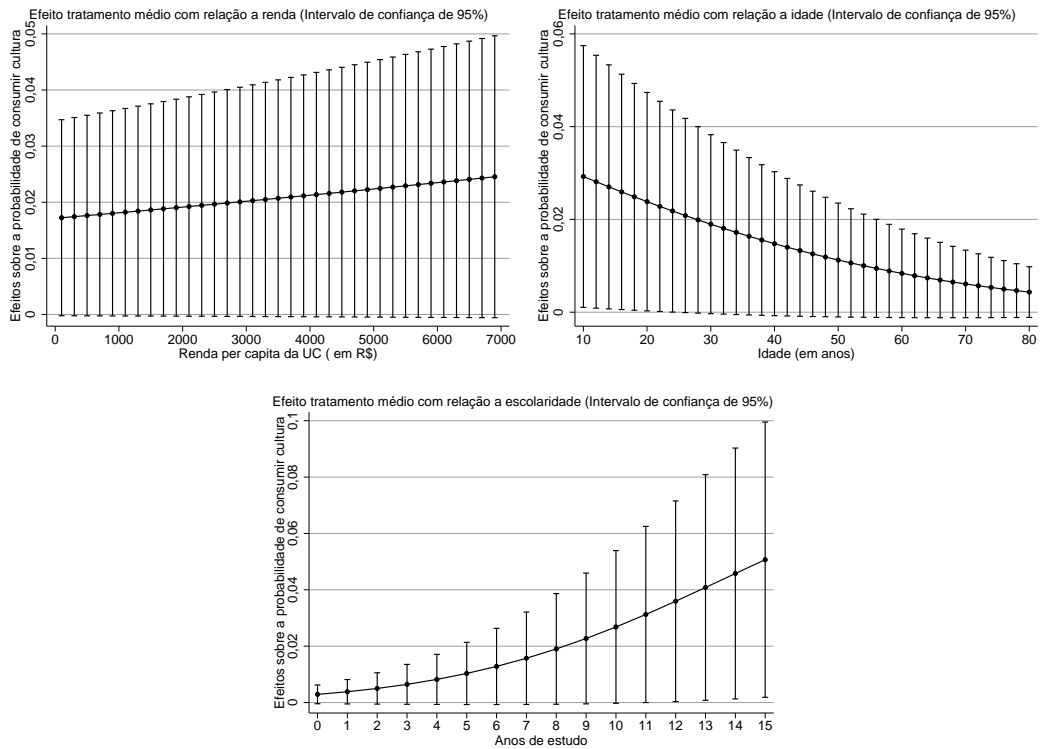 Efeito tratamento médio com relação a renda (Intervalo de confiança de 95%)
Efeitos sobre a probabilidade de consumir cultura
0 0,01 0,02 0,03 0,04 0,05
0 1000 2000 3000 4000 5000 6000 7000
Renda per capita da UC ( em R$)
Efeito tratamento médio com relação a idade (Intervalo de confiança de 95%)
Efeitos sobre a probabilidade de consumir cultura
0 0,02 0,04 0,06
10 20 30 40 50 60 70 80
Idade (em anos)
Efeito tratamento médio com relação a escolaridade (Intervalo de confiança de 95%)
Efeitos sobre a probabilidade de consumir cultura
0 0,02 0,04 0,06 0,08 0,1
0 1 2 3 4 5 6 7 8 9 10 11 12 13 14 15
Anos de estudo